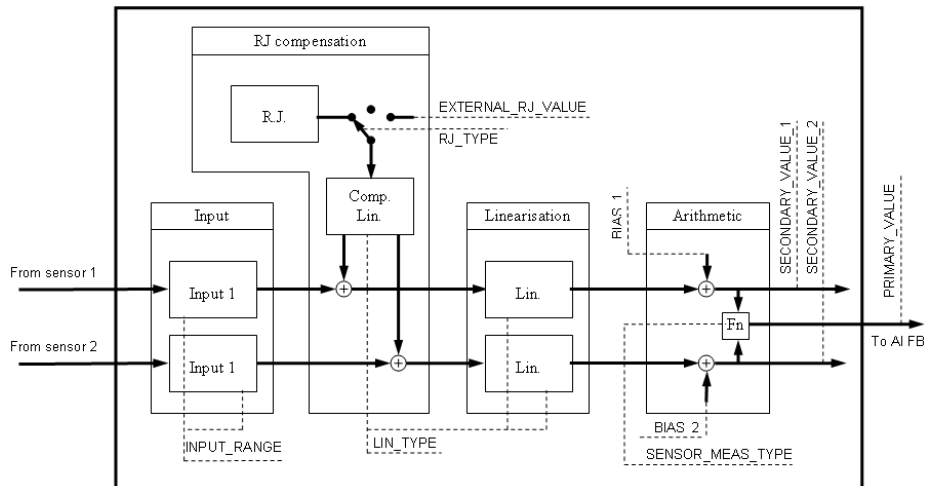 RJ compensation
R.J.
EXTERNAL_RJ_VALUE
RJ_TYPE
Comp.
Lin.
Input
Linearisation
Arithmetic
BIAS 1
SECONDARY_VALUE_1
SECONDARY_VALUE_2
PRIMARY_VALUE
From sensor 1
Input 1
Lin.
Fn
To AI FB
From sensor 2
Input 1
Lin.
INPUT_RANGE
LIN_TYPE
BIAS 2
SENSOR_MEAS_TYPE